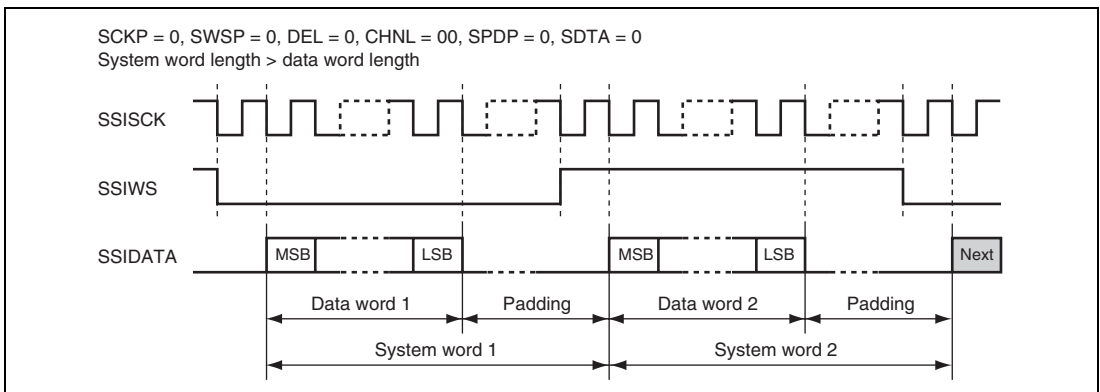 SCKP = 0, SWSP = 0, DEL = 0, CHNL = 00, SPDP = 0, SDTA = 0
System word length > data word length
SSISCK
SSIWS
SSIDATA
MSB
LSB
MSB
LSB
Next
Data word 1
Padding
Data word 2
Padding
System word 1
System word 2